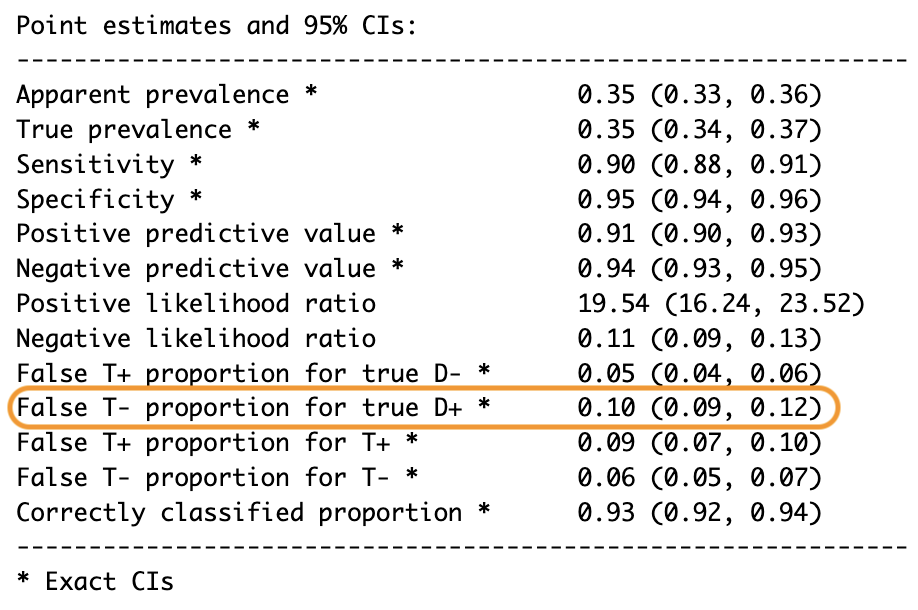 Point estimates and 95% CIs:
--------------------------------------------------------------
Apparent prevalence *                  0.35 (0.33, 0.36)
True prevalence *                      0.35 (0.34, 0.37)
Sensitivity *                          0.90 (0.88, 0.91)
Specificity *                          0.95 (0.94, 0.96)
Positive predictive value *            0.91 (0.90, 0.93)
Negative predictive value *            0.94 (0.93, 0.95)
Positive likelihood ratio              19.54 (16.24, 23.52)
Negative likelihood ratio              0.11 (0.09, 0.13)
False T+ proportion for true D- *      0.05 (0.04, 0.06)
False T- proportion for true D+ *      0.10 (0.09, 0.12)
False T+ proportion for T+ *           0.09 (0.07, 0.10)
False T- proportion for T- *           0.06 (0.05, 0.07)
Correctly classified proportion *      0.93 (0.92, 0.94)
--------------------------------------------------------------
* Exact CIs